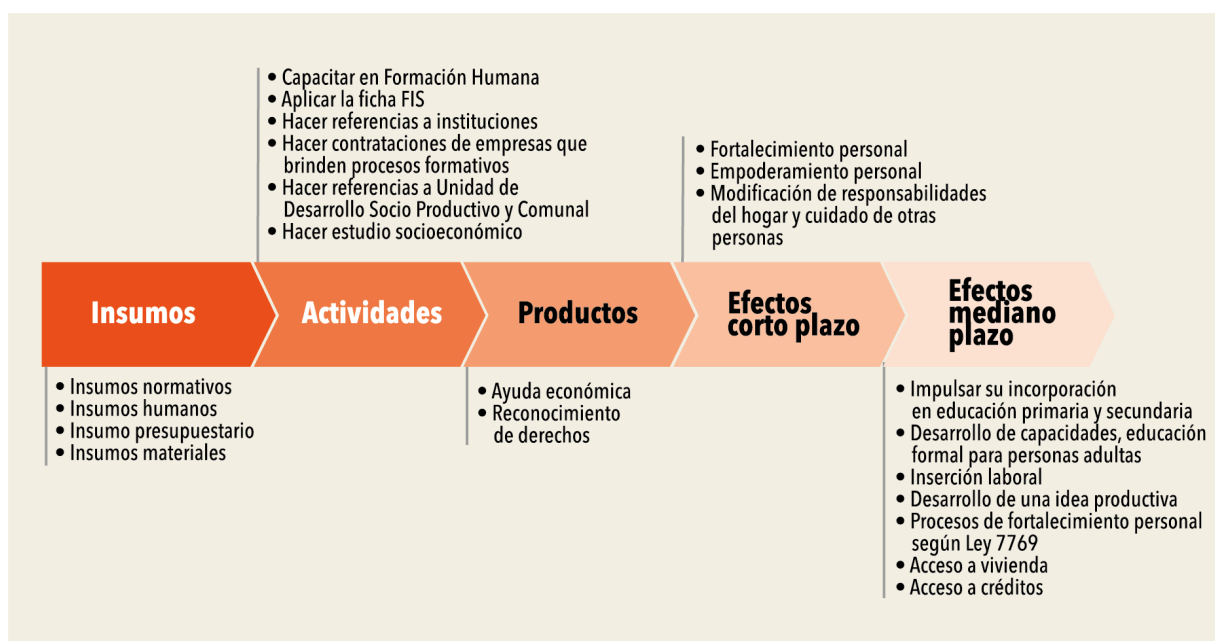 • Capacitar en Formación Humana
• Aplicar la ficha FIS
• Hacer referencias a instituciones
• Hacer contrataciones de empresas que
brinden procesos formativos
• Hacer referencias a Unidad de
Desarrollo Socio Productivo y Comunal
• Hacer estudio socioeconómico
• Fortalecimiento personal
• Empoderamiento personal
• Modificación de responsabilidades
del hogar y cuidado de otras
personas
Insumos
Actividades
Productos
Efectos
corto plazo
Efectos
mediano
plazo
• Insumos normativos
• Insumos humanos
• Insumo presupuestario
• Insumos materiales
• Ayuda económica
• Reconocimiento
de derechos
• Impulsar su incorporación
en educación primaria y secundaria
• Desarrollo de capacidades, educación
formal para personas adultas
• Inserción laboral
• Desarrollo de una idea productiva
• Procesos de fortalecimiento personal
según Ley 7769
• Acceso a vivienda
• Acceso a créditos